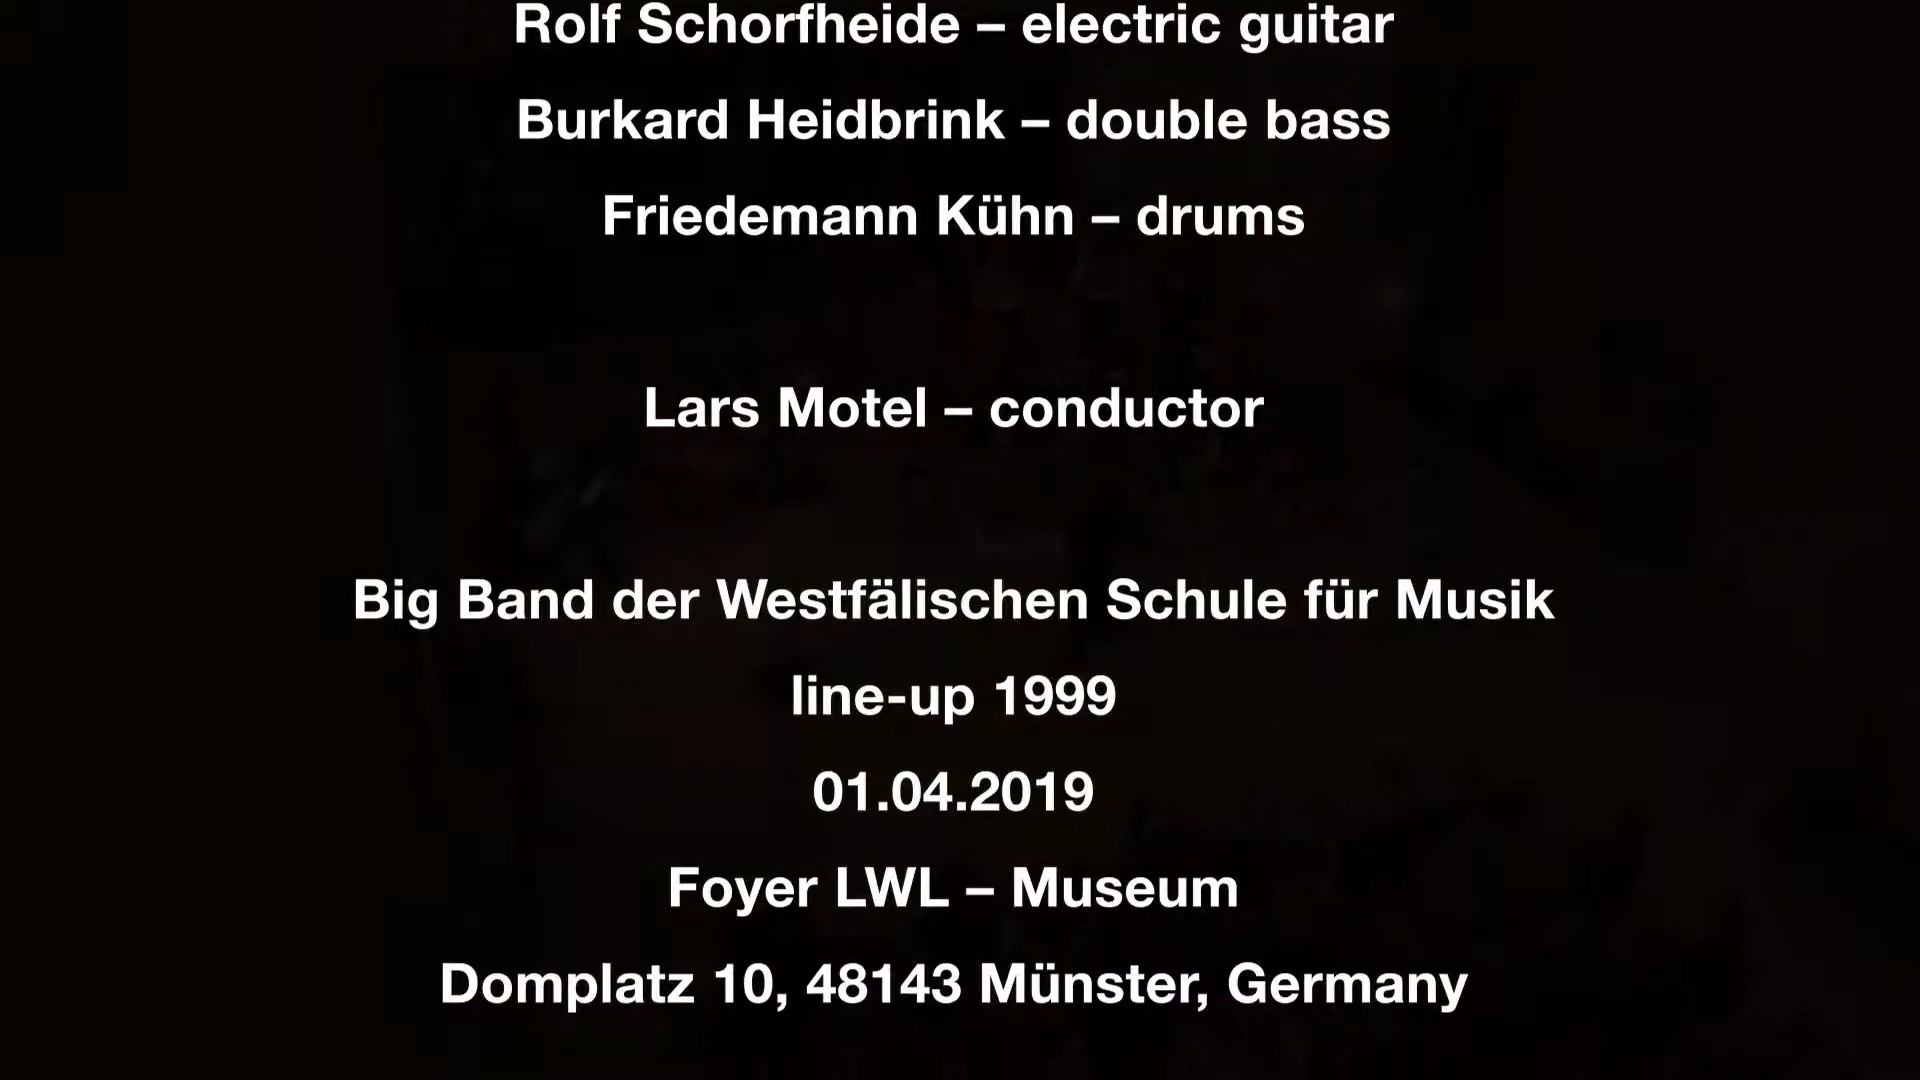 Rolf Schorfheide – electric guitar
Burkard Heidbrink – double bass
Friedemann Kühn – drums
Lars Motel – conductor
Big Band der Westfälischen Schule für Musik
line-up 1999
01.04.2019
Foyer LWL – Museum
Domplatz 10, 48143 Münster, Germany